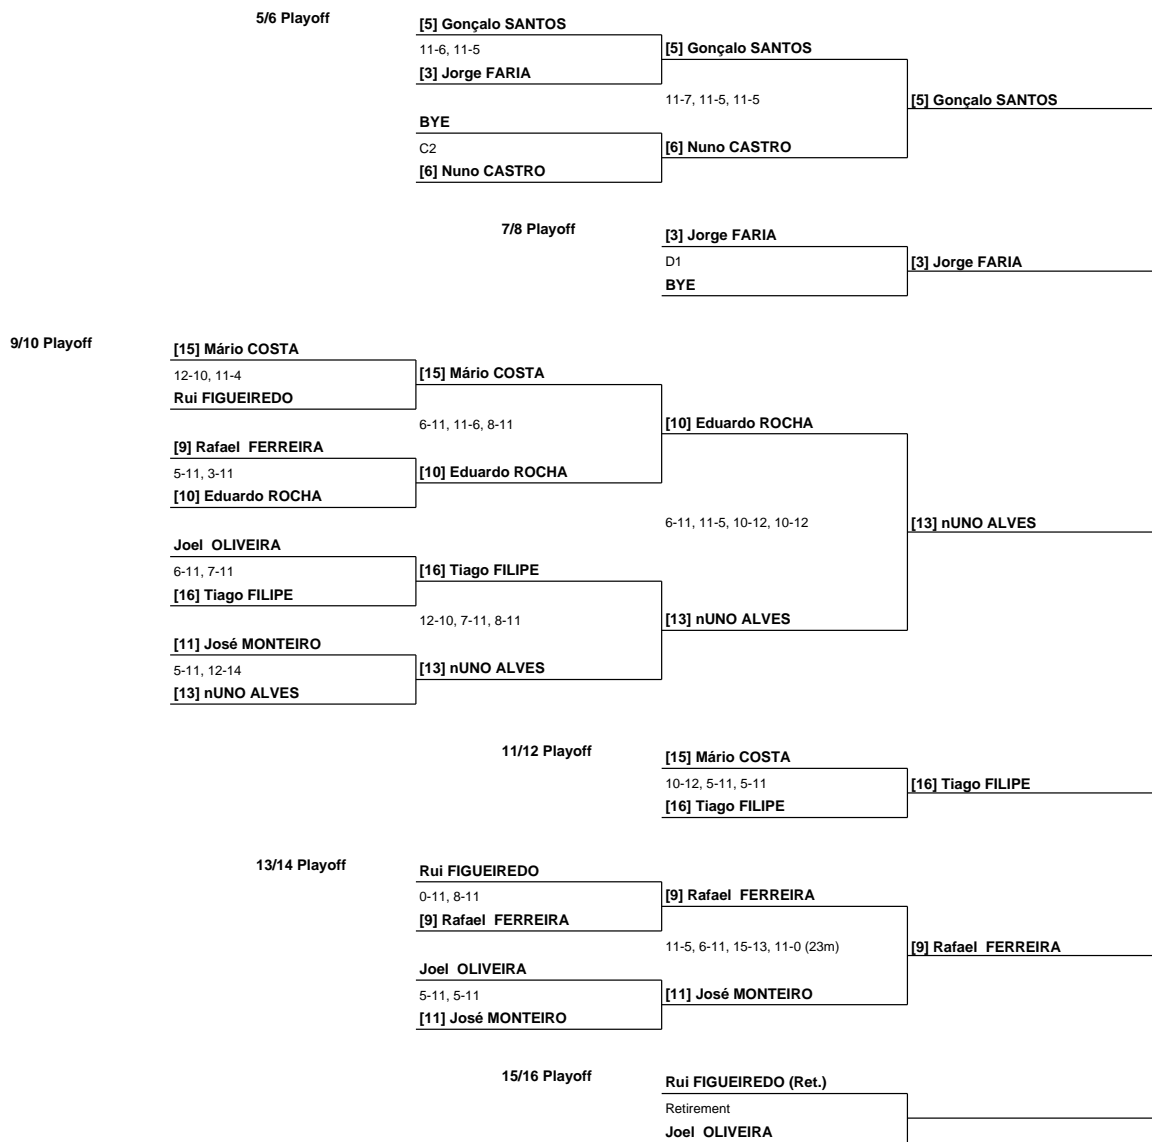 5/6 Playoff
[5] Gonçalo SANTOS
11-6, 11-5
[5] Gonçalo SANTOS
[3] Jorge FARIA
11-7, 11-5, 11-5
[5] Gonçalo SANTOS
BYE
C2
[6] Nuno CASTRO
[6] Nuno CASTRO
7/8 Playoff
[3] Jorge FARIA
D1
[3] Jorge FARIA
BYE
9/10 Playoff
[15] Mário COSTA
12-10, 11-4
[15] Mário COSTA
Rui FIGUEIREDO
6-11, 11-6, 8-11
[10] Eduardo ROCHA
[9] Rafael FERREIRA
5-11, 3-11
[10] Eduardo ROCHA
[10] Eduardo ROCHA
6-11, 11-5, 10-12, 10-12
[13] nUNO ALVES
Joel OLIVEIRA
6-11, 7-11
[16] Tiago FILIPE
[16] Tiago FILIPE
12-10, 7-11, 8-11
[13] nUNO ALVES
[11] José MONTEIRO
5-11, 12-14
[13] nUNO ALVES
[13] nUNO ALVES
11/12 Playoff
[15] Mário COSTA
10-12, 5-11, 5-11
[16] Tiago FILIPE
[16] Tiago FILIPE
13/14 Playoff
Rui FIGUEIREDO
0-11, 8-11
[9] Rafael FERREIRA
[9] Rafael FERREIRA
11-5, 6-11, 15-13, 11-0 (23m)
[9] Rafael FERREIRA
Joel OLIVEIRA
5-11, 5-11
[11] José MONTEIRO
[11] José MONTEIRO
15/16 Playoff
Rui FIGUEIREDO (Ret.)
Retirement
Joel OLIVEIRA